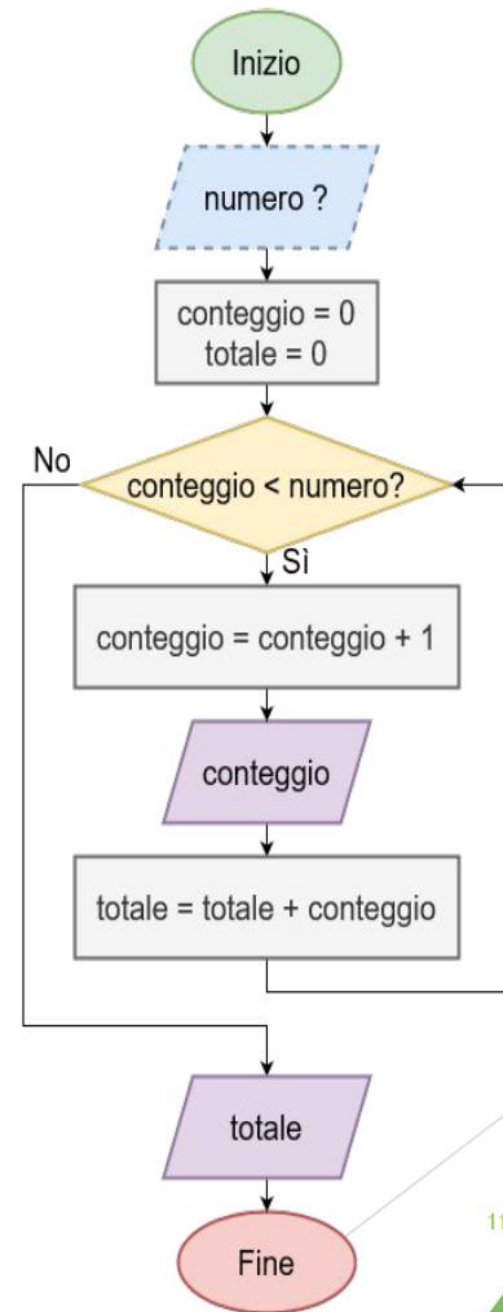 Inizio
numero ?
conteggio = 0
totale = 0
No
conteggio < numero?
Sì
conteggio = conteggio + 1
conteggio
totale = totale + conteggio
totale
Fine
11